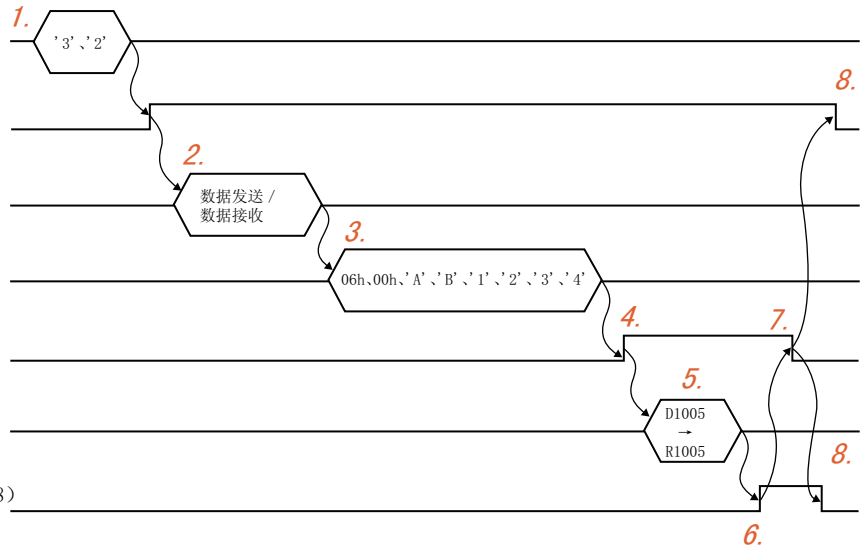 1.
'3'、'2'
8.
2.
数据发送 /
数据接收
3.
06h、00h、'A'、'B'、'1'、'2'、'3'、'4'
4.
7.
5.
D1005
→
R1005
8.
6.